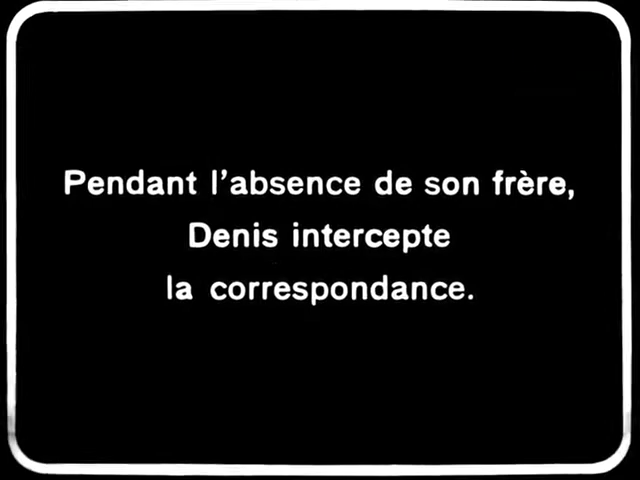 Pendant l'absence de son frère,
Denis intercepte
la correspondance.